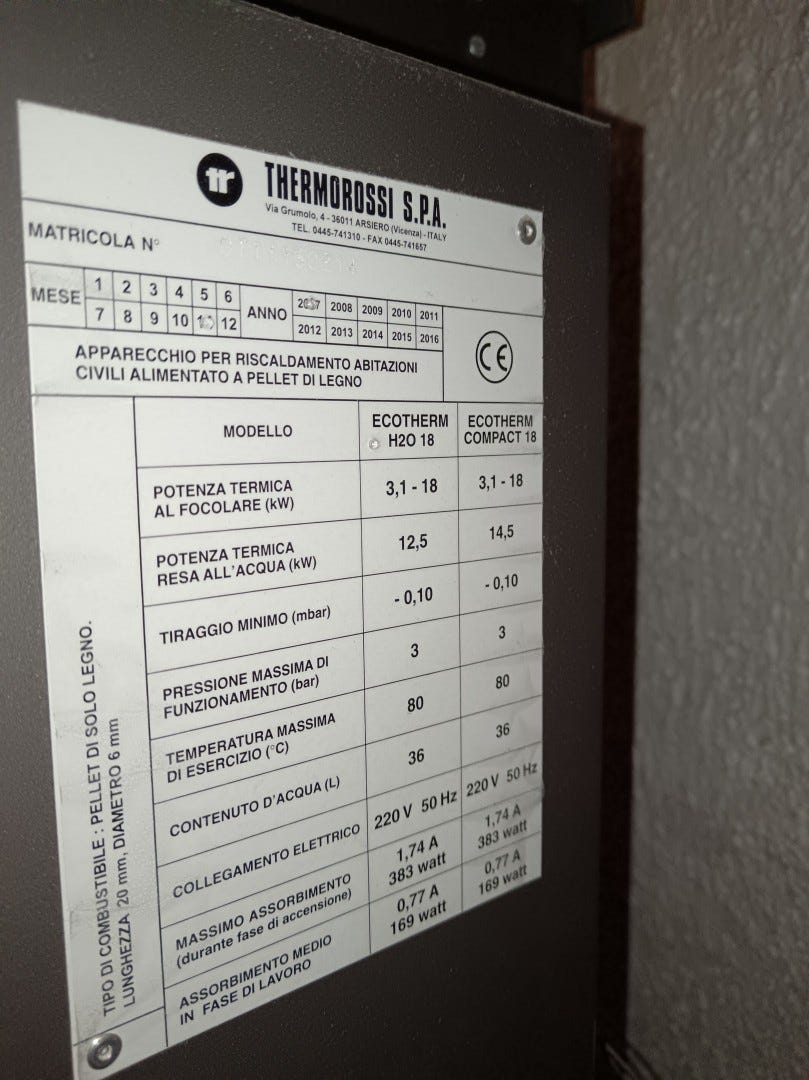 THERMOROSSI S.P.A.
Via Grumolo, 4 - 36011 ARSIERO (Vicenza) - ITALY
TEL. 0445-741310 - FAX 0445-741657
MATRICOLA N°
MESE 1 2 3 4 5 6
7 8 9 10 12
ANNO 2008 2009 2010 2011
2012 2013 2014 2015 2016
CE
APPARECCHIO PER RISCALDAMENTO ABITAZIONI
CIVILI ALIMENTATO A PELLET DI LEGNO
TIPO DI COMBUSTIBILE : PELLET DI SOLO LEGNO.
LUNGHEZZA 20 mm, DIAMETRO 6 mm
MODELLO
ECOTHERM
H2O 18
ECOTHERM
COMPACT 18
POTENZA TERMICA
AL FOCOLARE (kW)
3,1 - 18
3,1 - 18
POTENZA TERMICA
RESA ALL'ACQUA (kW)
12,5
14,5
TIRAGGIO MINIMO (mbar)
- 0,10
- 0,10
PRESSIONE MASSIMA DI
FUNZIONAMENTO (bar)
3
3
TEMPERATURA MASSIMA
DI ESERCIZIO (°C)
80
80
CONTENUTO D'ACQUA (L)
36
36
COLLEGAMENTO ELETTRICO
220 V 50 Hz
220 V 50 Hz
MASSIMO ASSORBIMENTO
(durante fase di accensione)
1,74 A
383 watt
1,74 A
383 watt
ASSORBIMENTO MEDIO
IN FASE DI LAVORO
0,77 A
169 watt
0,77 A
169 watt